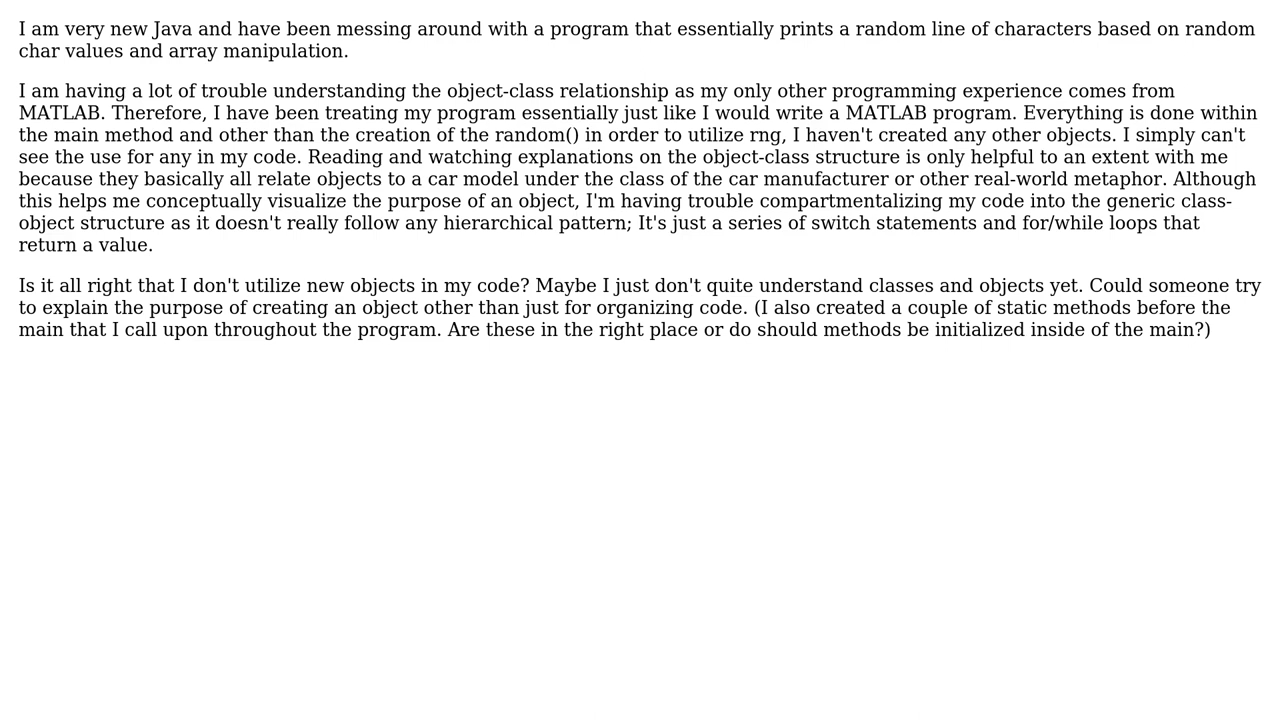 I am very new Java and have been messing around with a program that essentially prints a random line of characters based on random
char values and array manipulation.
I am having a lot of trouble understanding the object-class relationship as my only other programming experience comes from
MATLAB. Therefore, I have been treating my program essentially just like I would write a MATLAB program. Everything is done within
the main method and other than the creation of the random() in order to utilize rng, I haven't created any other objects. I simply can't
see the use for any in my code. Reading and watching explanations on the object-class structure is only helpful to an extent with me
because they basically all relate objects to a car model under the class of the car manufacturer or other real-world metaphor. Although
this helps me conceptually visualize the purpose of an object, I'm having trouble compartmentalizing my code into the generic class-
object structure as it doesn't really follow any hierarchical pattern; It's just a series of switch statements and for/while loops that
return a value.
Is it all right that I don't utilize new objects in my code? Maybe I just don't quite understand classes and objects yet. Could someone try
to explain the purpose of creating an object other than just for organizing code. (I also created a couple of static methods before the
main that I call upon throughout the program. Are these in the right place or do should methods be initialized inside of the main?)